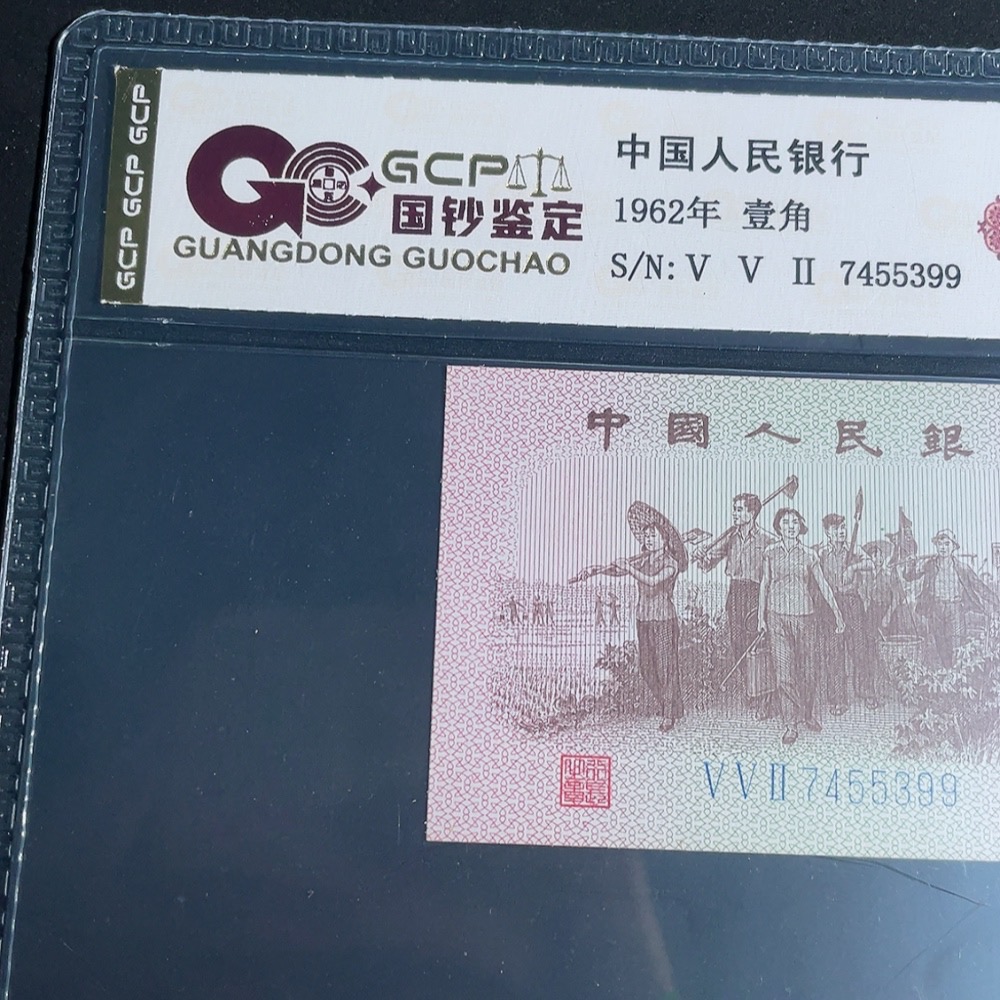 GCP GCP GCP
GCP
国钞鉴定
GUANGDONG GUOCHAO
中国人民银行
1962年 壹角
S/N: V V II 7455399
中國人民銀
VVII7455399